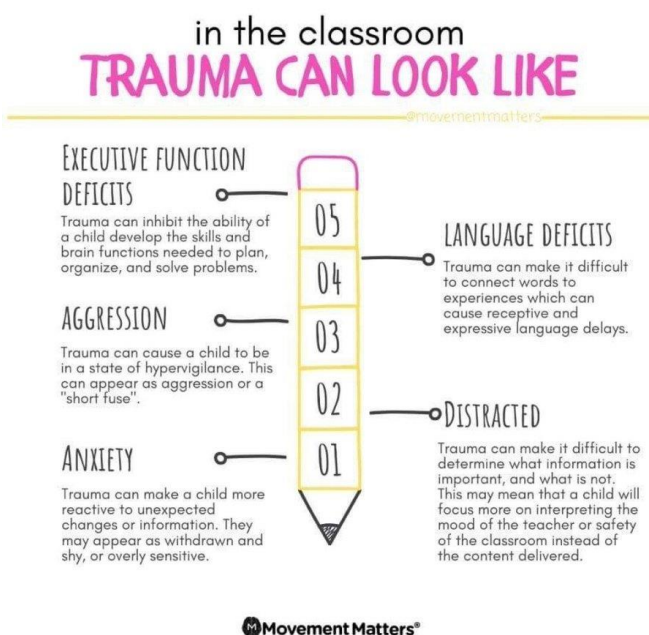 in the classroom
TRAUMA CAN LOOK LIKE
@movementmatters
EXECUTIVE FUNCTION
DEFICITS
Trauma can inhibit the ability of
a child develop the skills and
brain functions needed to plan,
organize, and solve problems.
05
LANGUAGE DEFICITS
Trauma can make it difficult
to connect words to
experiences which can
cause receptive and
expressive language delays.
04
AGGRESSION
Trauma can cause a child to be
in a state of hypervigilance. This
can appear as aggression or a
"short fuse".
03
02
DISTRACTED
Trauma can make it difficult to
determine what information is
important, and what is not.
This may mean that a child will
focus more on interpreting the
mood of the teacher or safety
of the classroom instead of
the content delivered.
ANXIETY
Trauma can make a child more
reactive to unexpected
changes or information. They
may appear as withdrawn and
shy, or overly sensitive.
01
M Movement Matters®